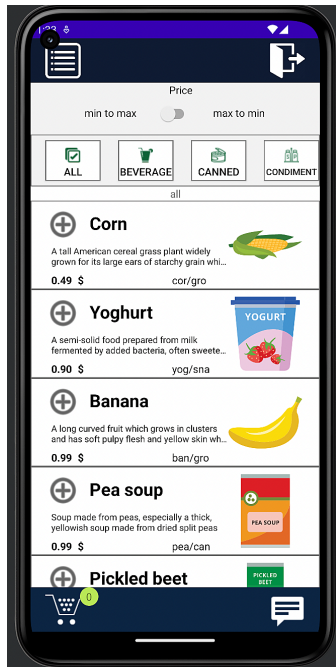 Price
min to max
max to min
ALL
BEVERAGE
CANNED
CONDIMENT
all
Corn
A tall American cereal grass plant widely
grown for its large ears of starchy grain whi...
0.49 $
cor/gro
Yoghurt
YOGURT
A semi-solid food prepared from milk
fermented by added bacteria, often sweete...
0.90 $
yog/sna
Banana
A long curved fruit which grows in clusters
and has soft pulpy flesh and yellow skin wh...
0.99 $
ban/gro
Pea soup
Soup made from peas, especially a thick,
yellowish soup made from dried split peas
PEA SOUP
0.99 $
pea/can
Pickled beet
PICKLED
BEET
0